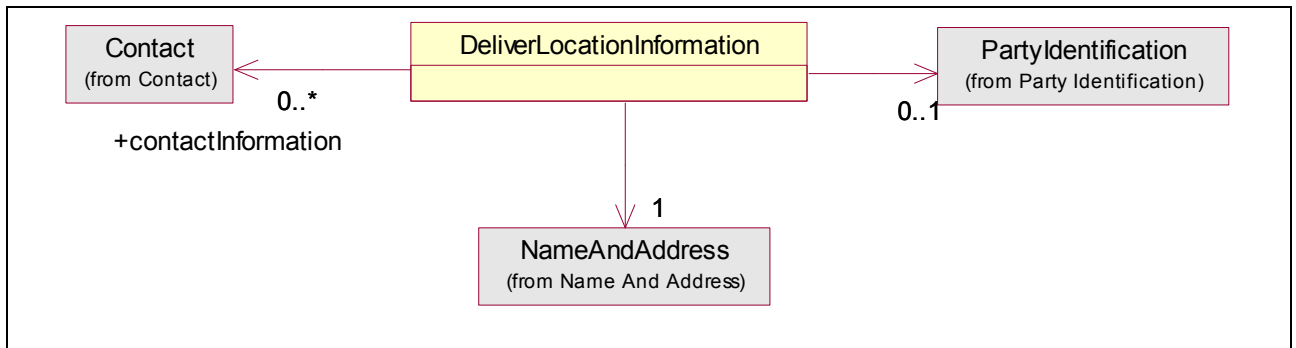 Contact
(from Contact)
0..*
+contactInformation
DeliverLocationInformation
PartyIdentification
(from Party Identification)
0..1
1
NameAndAddress
(from Name And Address)